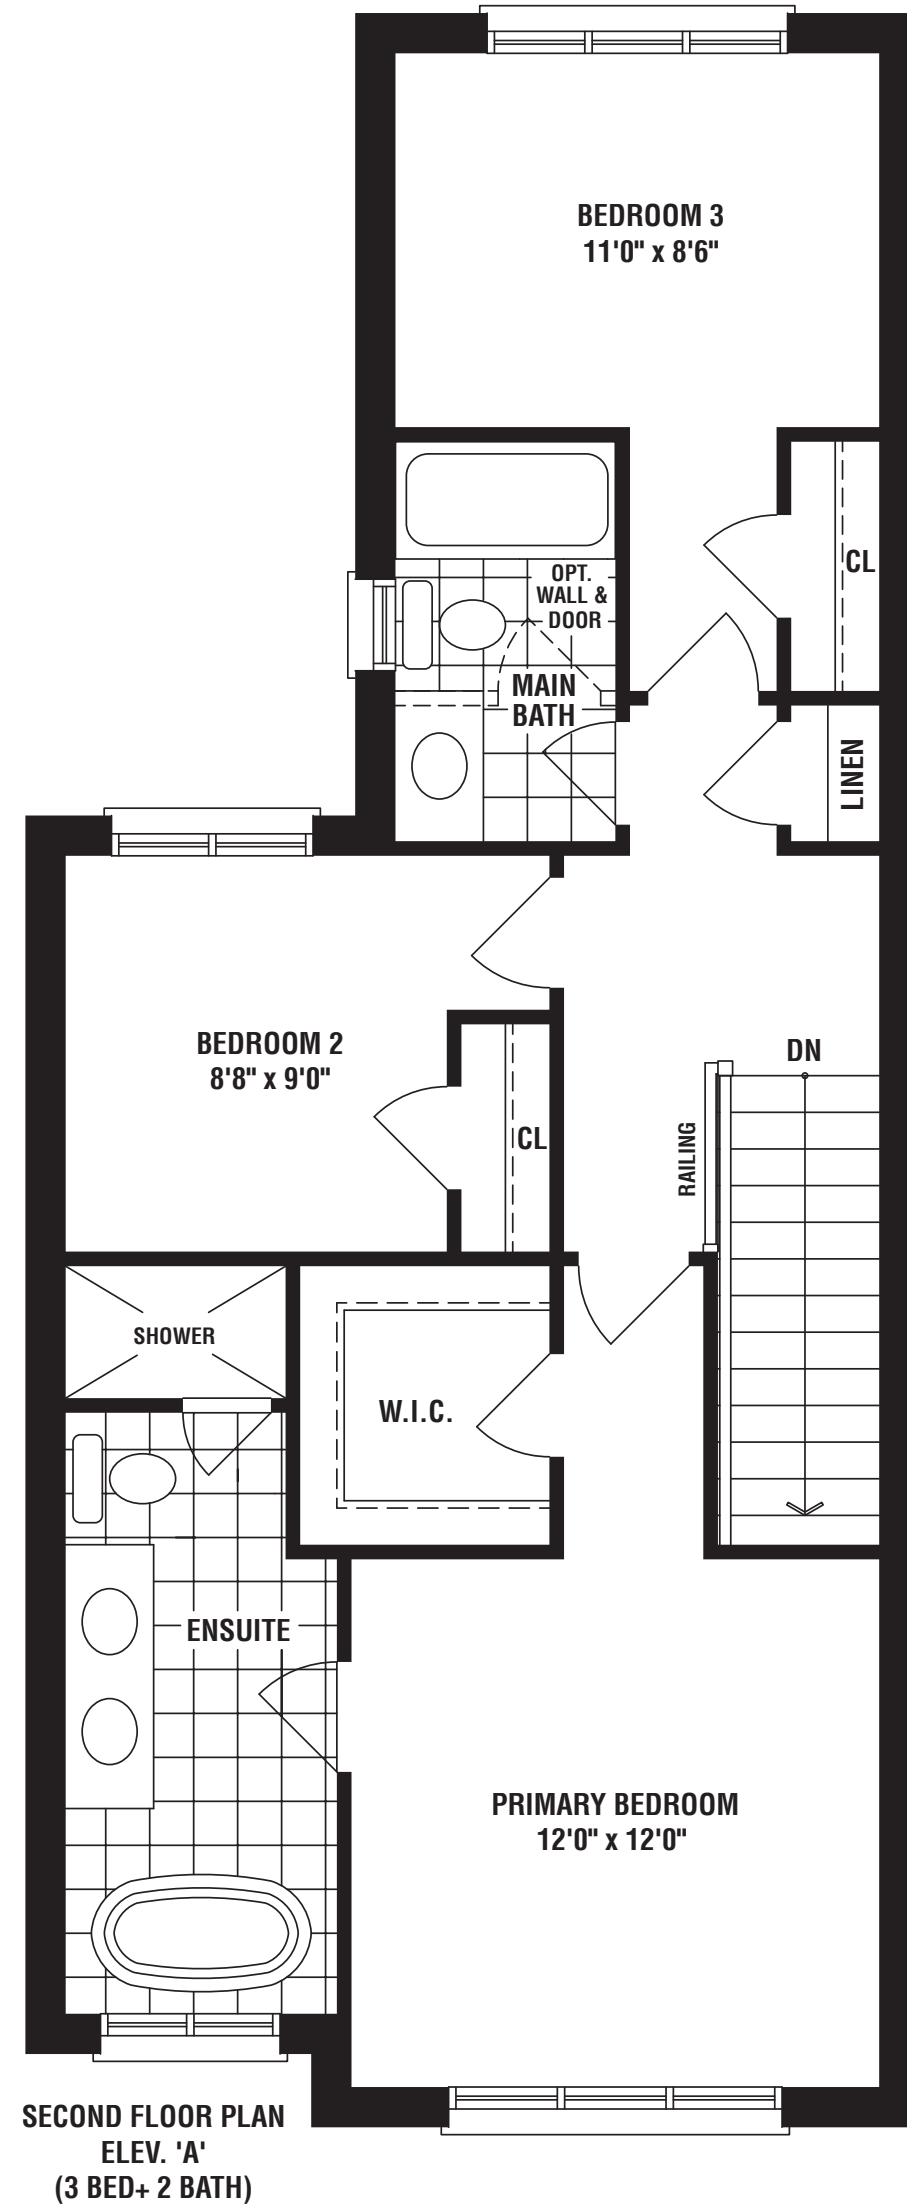 BEDROOM 3
11'0" x 8'6"
CL
OPT.
WALL &
DOOR
MAIN
BATH
LINEN
BEDROOM 2
8'8" x 9'0"
CL
DN
RAILING
SHOWER
W.I.C.
ENSUITE
PRIMARY BEDROOM
12'0" x 12'0"
SECOND FLOOR PLAN
ELEV. 'A'
(3 BED+ 2 BATH)